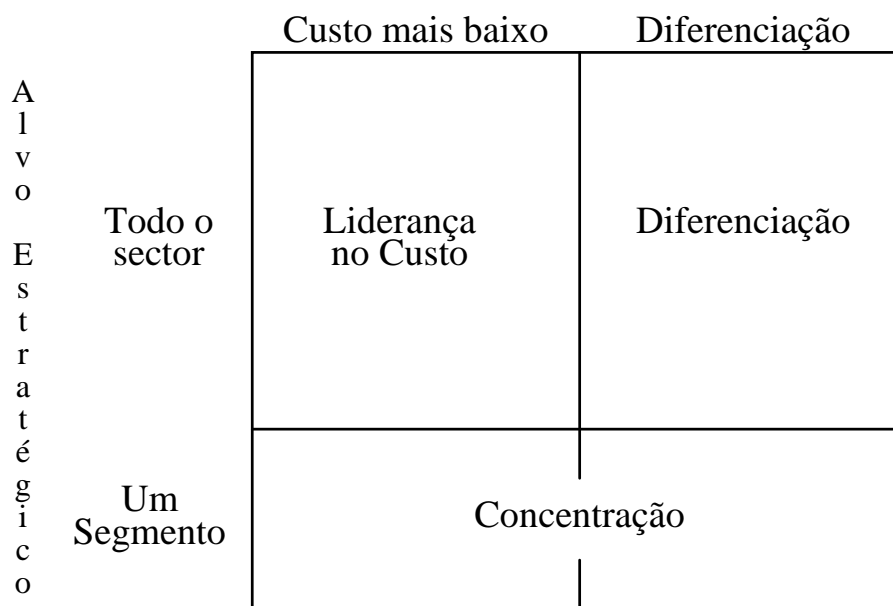 Custo mais baixo Diferenciação
Alvo Estratégico
Todo o
sector
Liderança
no Custo
Diferenciação
Um
Segmento
Concentração